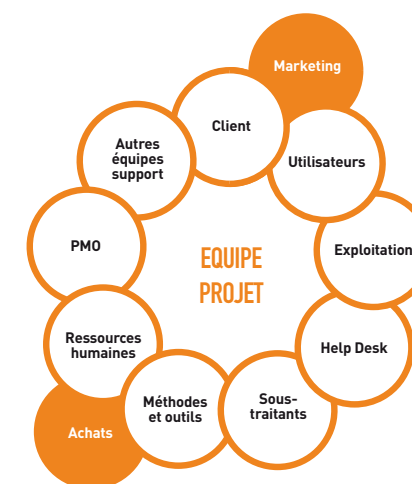 Marketing
Client
Autres
équipes
support
Utilisateurs
PMO
EQUIPE
PROJET
Exploitation
Ressources
humaines
Help Desk
Méthodes
et outils
Sous-
traitants
Achats